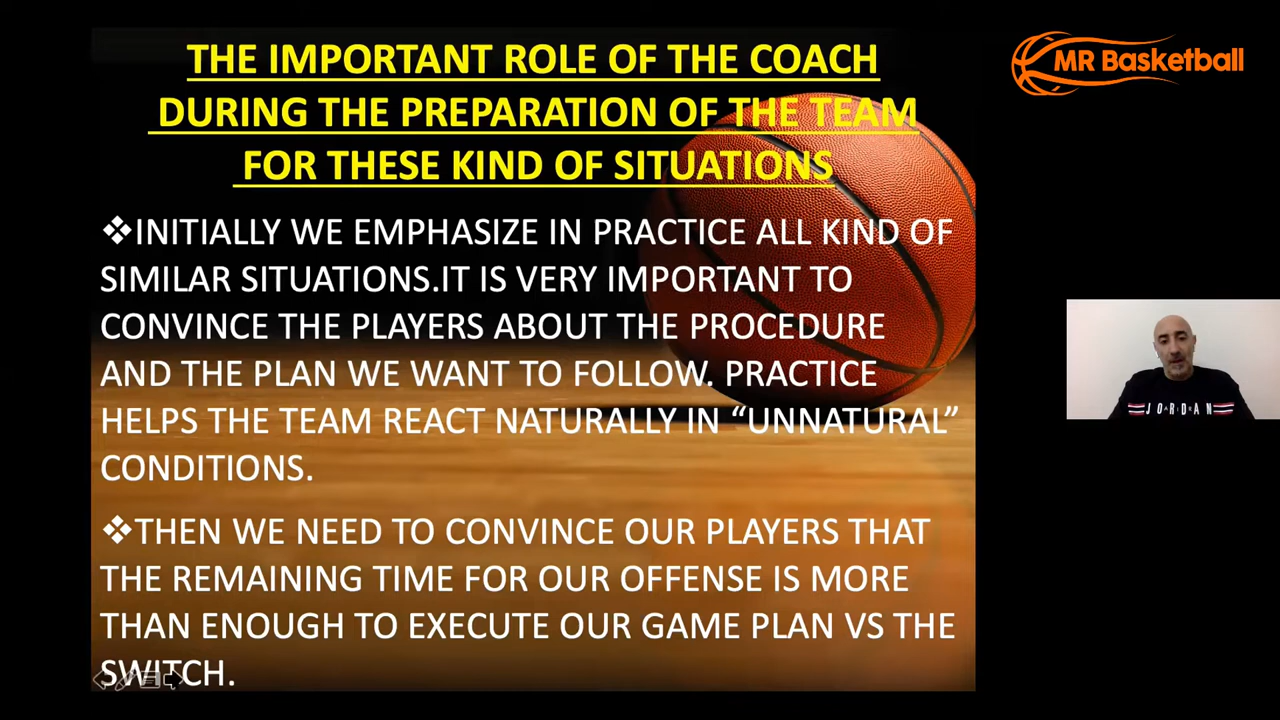 THE IMPORTANT ROLE OF THE COACH
DURING THE PREPARATION OF THE TEAM
FOR THESE KIND OF SITUATIONS
❖INITIALLY WE EMPHASIZE IN PRACTICE ALL KIND OF
SIMILAR SITUATIONS.IT IS VERY IMPORTANT TO
CONVINCE THE PLAYERS ABOUT THE PROCEDURE
AND THE PLAN WE WANT TO FOLLOW. PRACTICE
HELPS THE TEAM REACT NATURALLY IN “UNNATURAL”
CONDITIONS.
❖THEN WE NEED TO CONVINCE OUR PLAYERS THAT
THE REMAINING TIME FOR OUR OFFENSE IS MORE
THAN ENOUGH TO EXECUTE OUR GAME PLAN VS THE
SWITCH.
MR Basketball
JORDAN